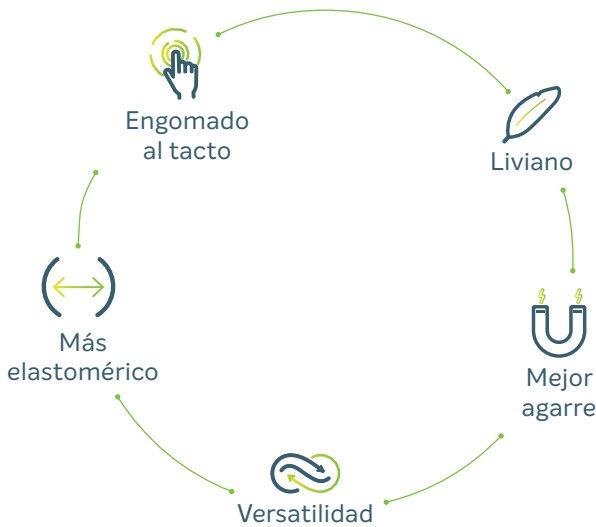 Engomado
al tacto
Liviano
Más
elastomérico
Mejor
agarre
Versatilidad